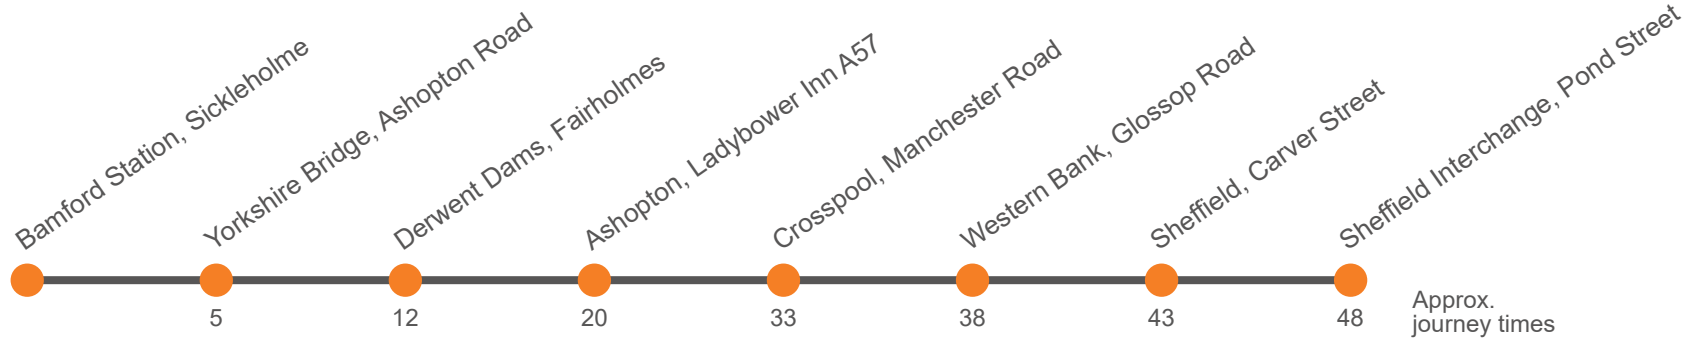 Bamford Station, Sickleholme
Yorkshire Bridge, Ashopton Road
Derwent Dams, Fairholmes
Ashopton, Ladybower Inn A57
Crosspool, Manchester Road
Western Bank, Glossop Road
Sheffield, Carver Street
Sheffield Interchange, Pond Street
5
12
20
33
38
43
48
Approx.
journey times